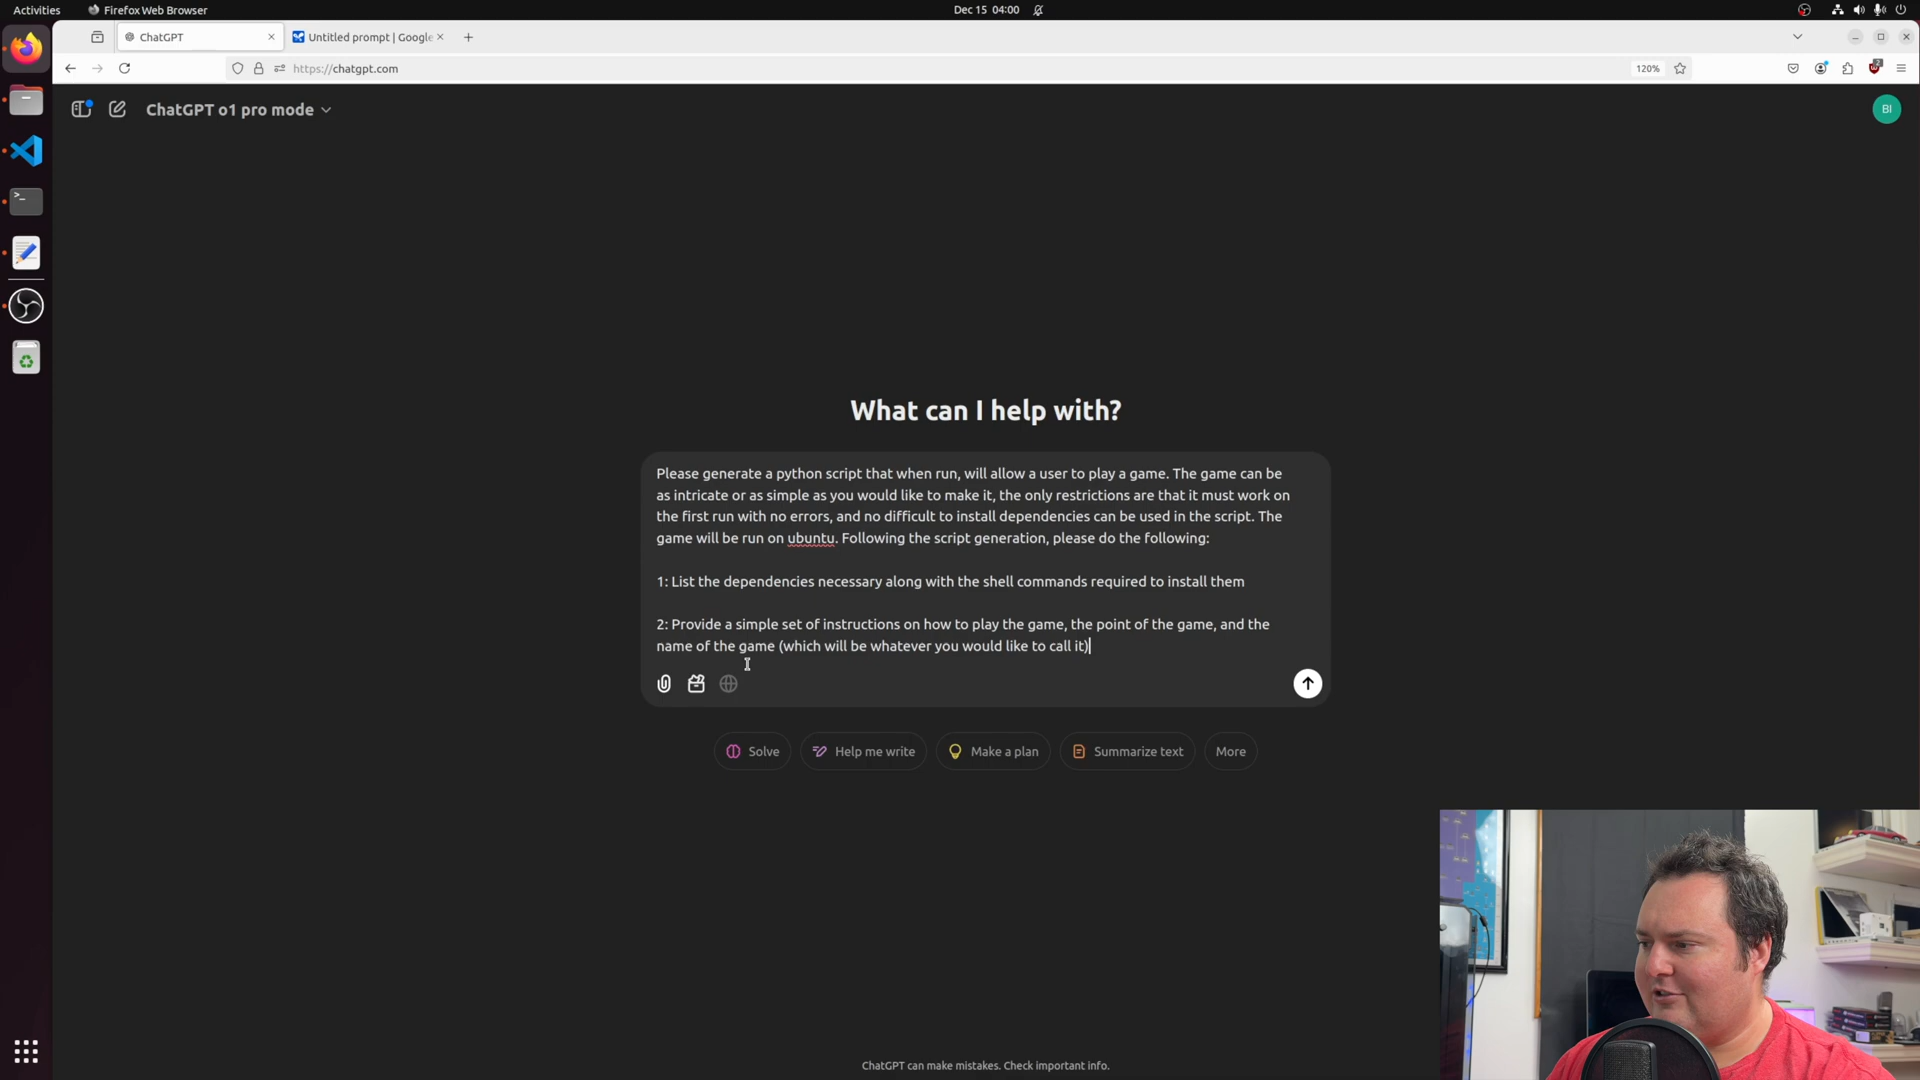 Activities
Firefox Web Browser
Dec 15 04:00
ChatGPT
Untitled prompt | Google
https://chatgpt.com
120%
2
ChatGPT o1 pro mode
BI
What can I help with?
Please generate a python script that when run, will allow a user to play a game. The game can be
as intricate or as simple as you would like to make it, the only restrictions are that it must work on
the first run with no errors, and no difficult to install dependencies can be used in the script. The
game will be run on ubuntu. Following the script generation, please do the following:
1: List the dependencies necessary along with the shell commands required to install them
2: Provide a simple set of instructions on how to play the game, the point of the game, and the
name of the game (which will be whatever you would like to call it)
Solve
Help me write
Make a plan
Summarize text
More
ChatGPT can make mistakes. Check important info.